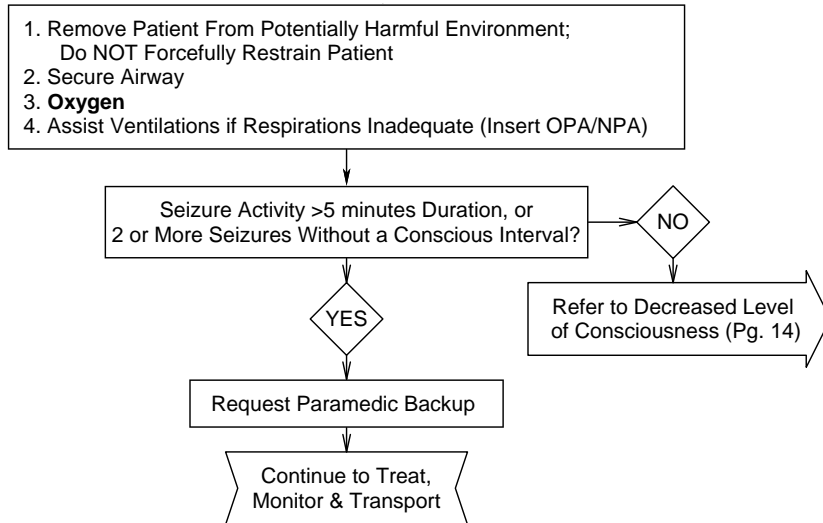 1. Remove Patient From Potentially Harmful Environment;
Do NOT Forcefully Restrain Patient
2. Secure Airway
3. Oxygen
4. Assist Ventilations if Respirations Inadequate (Insert OPA/NPA)
Seizure Activity >5 minutes Duration, or
2 or More Seizures Without a Conscious Interval?
NO
Refer to Decreased Level
of Consciousness (Pg. 14)
YES
Request Paramedic Backup
Continue to Treat,
Monitor & Transport